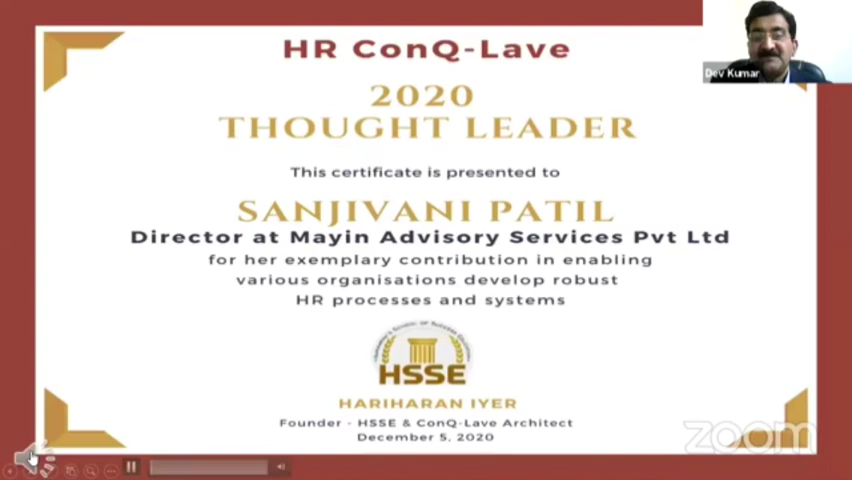 HR ConQ-Lave
Dev Kumar
2020
THOUGHT LEADER
This certificate is presented to
SANJIVANI PATIL
Director at Mayin Advisory Services Pvt Ltd
for her exemplary contribution in enabling
various organisations develop robust
HR processes and systems
HSSE
HARIHARAN IYER
Founder - HSSE & ConQ-Lave Architect
December 5, 2020
zoom